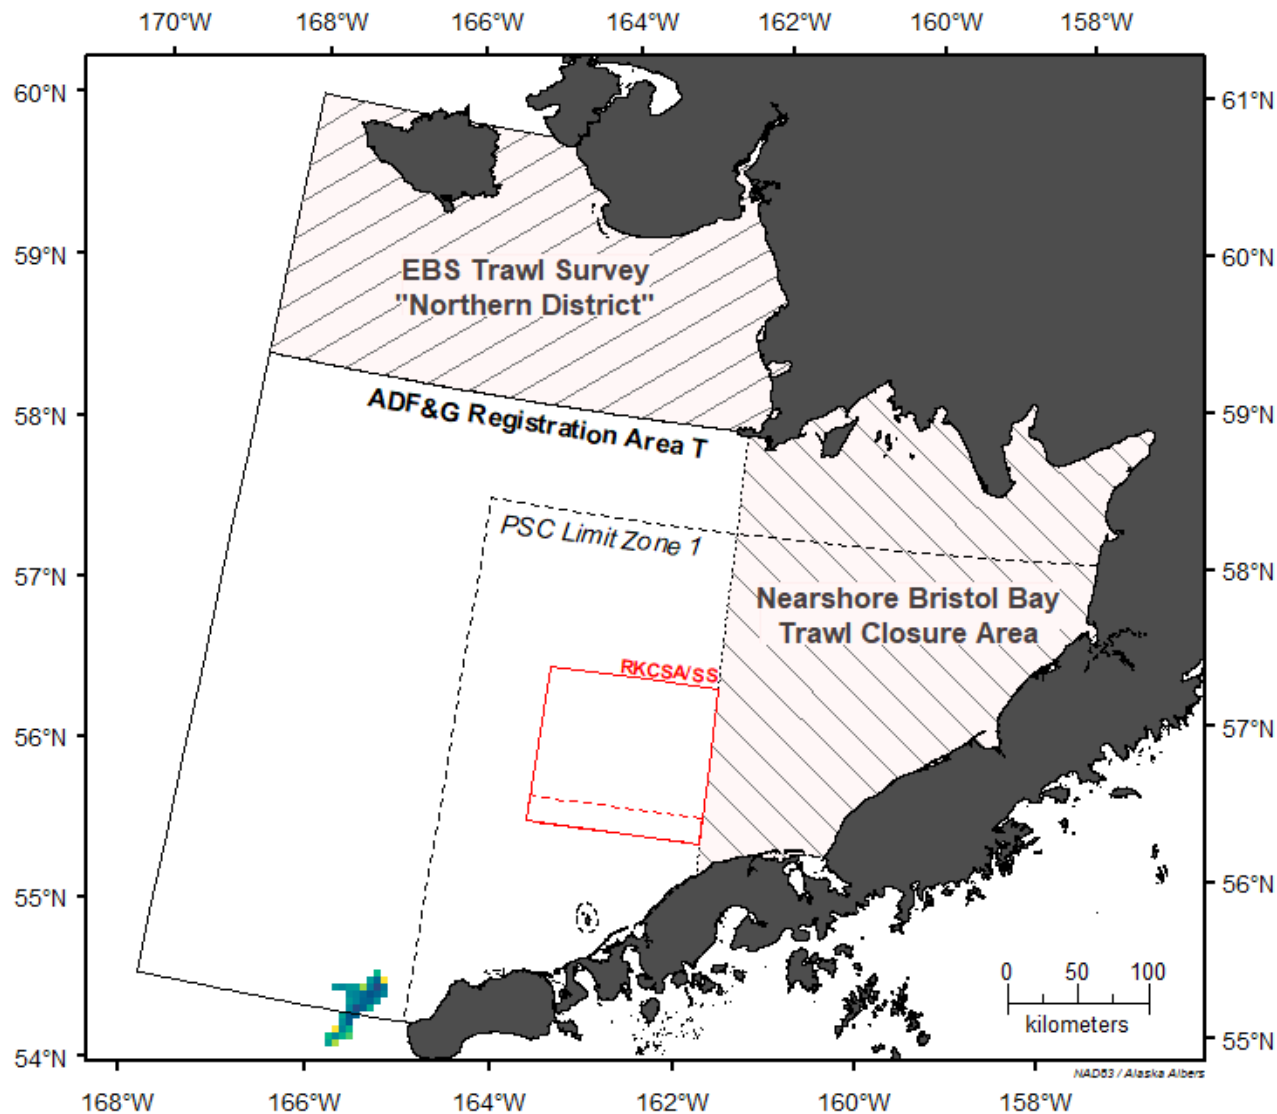 170°W 168°W 166°W 164°W 162°W 160°W 158°W
60°N
61°N
59°N
60°N
EBS Trawl Survey
"Northern District"
58°N
59°N
ADF&G Registration Area T
PSC Limit Zone 1
57°N
58°N
Nearshore Bristol Bay
Trawl Closure Area
RKCSA/SS
56°N
57°N
55°N
56°N
0 50 100
kilometers
54°N
55°N
NAD83 / Alaska Albers
168°W 166°W 164°W 162°W 160°W 158°W